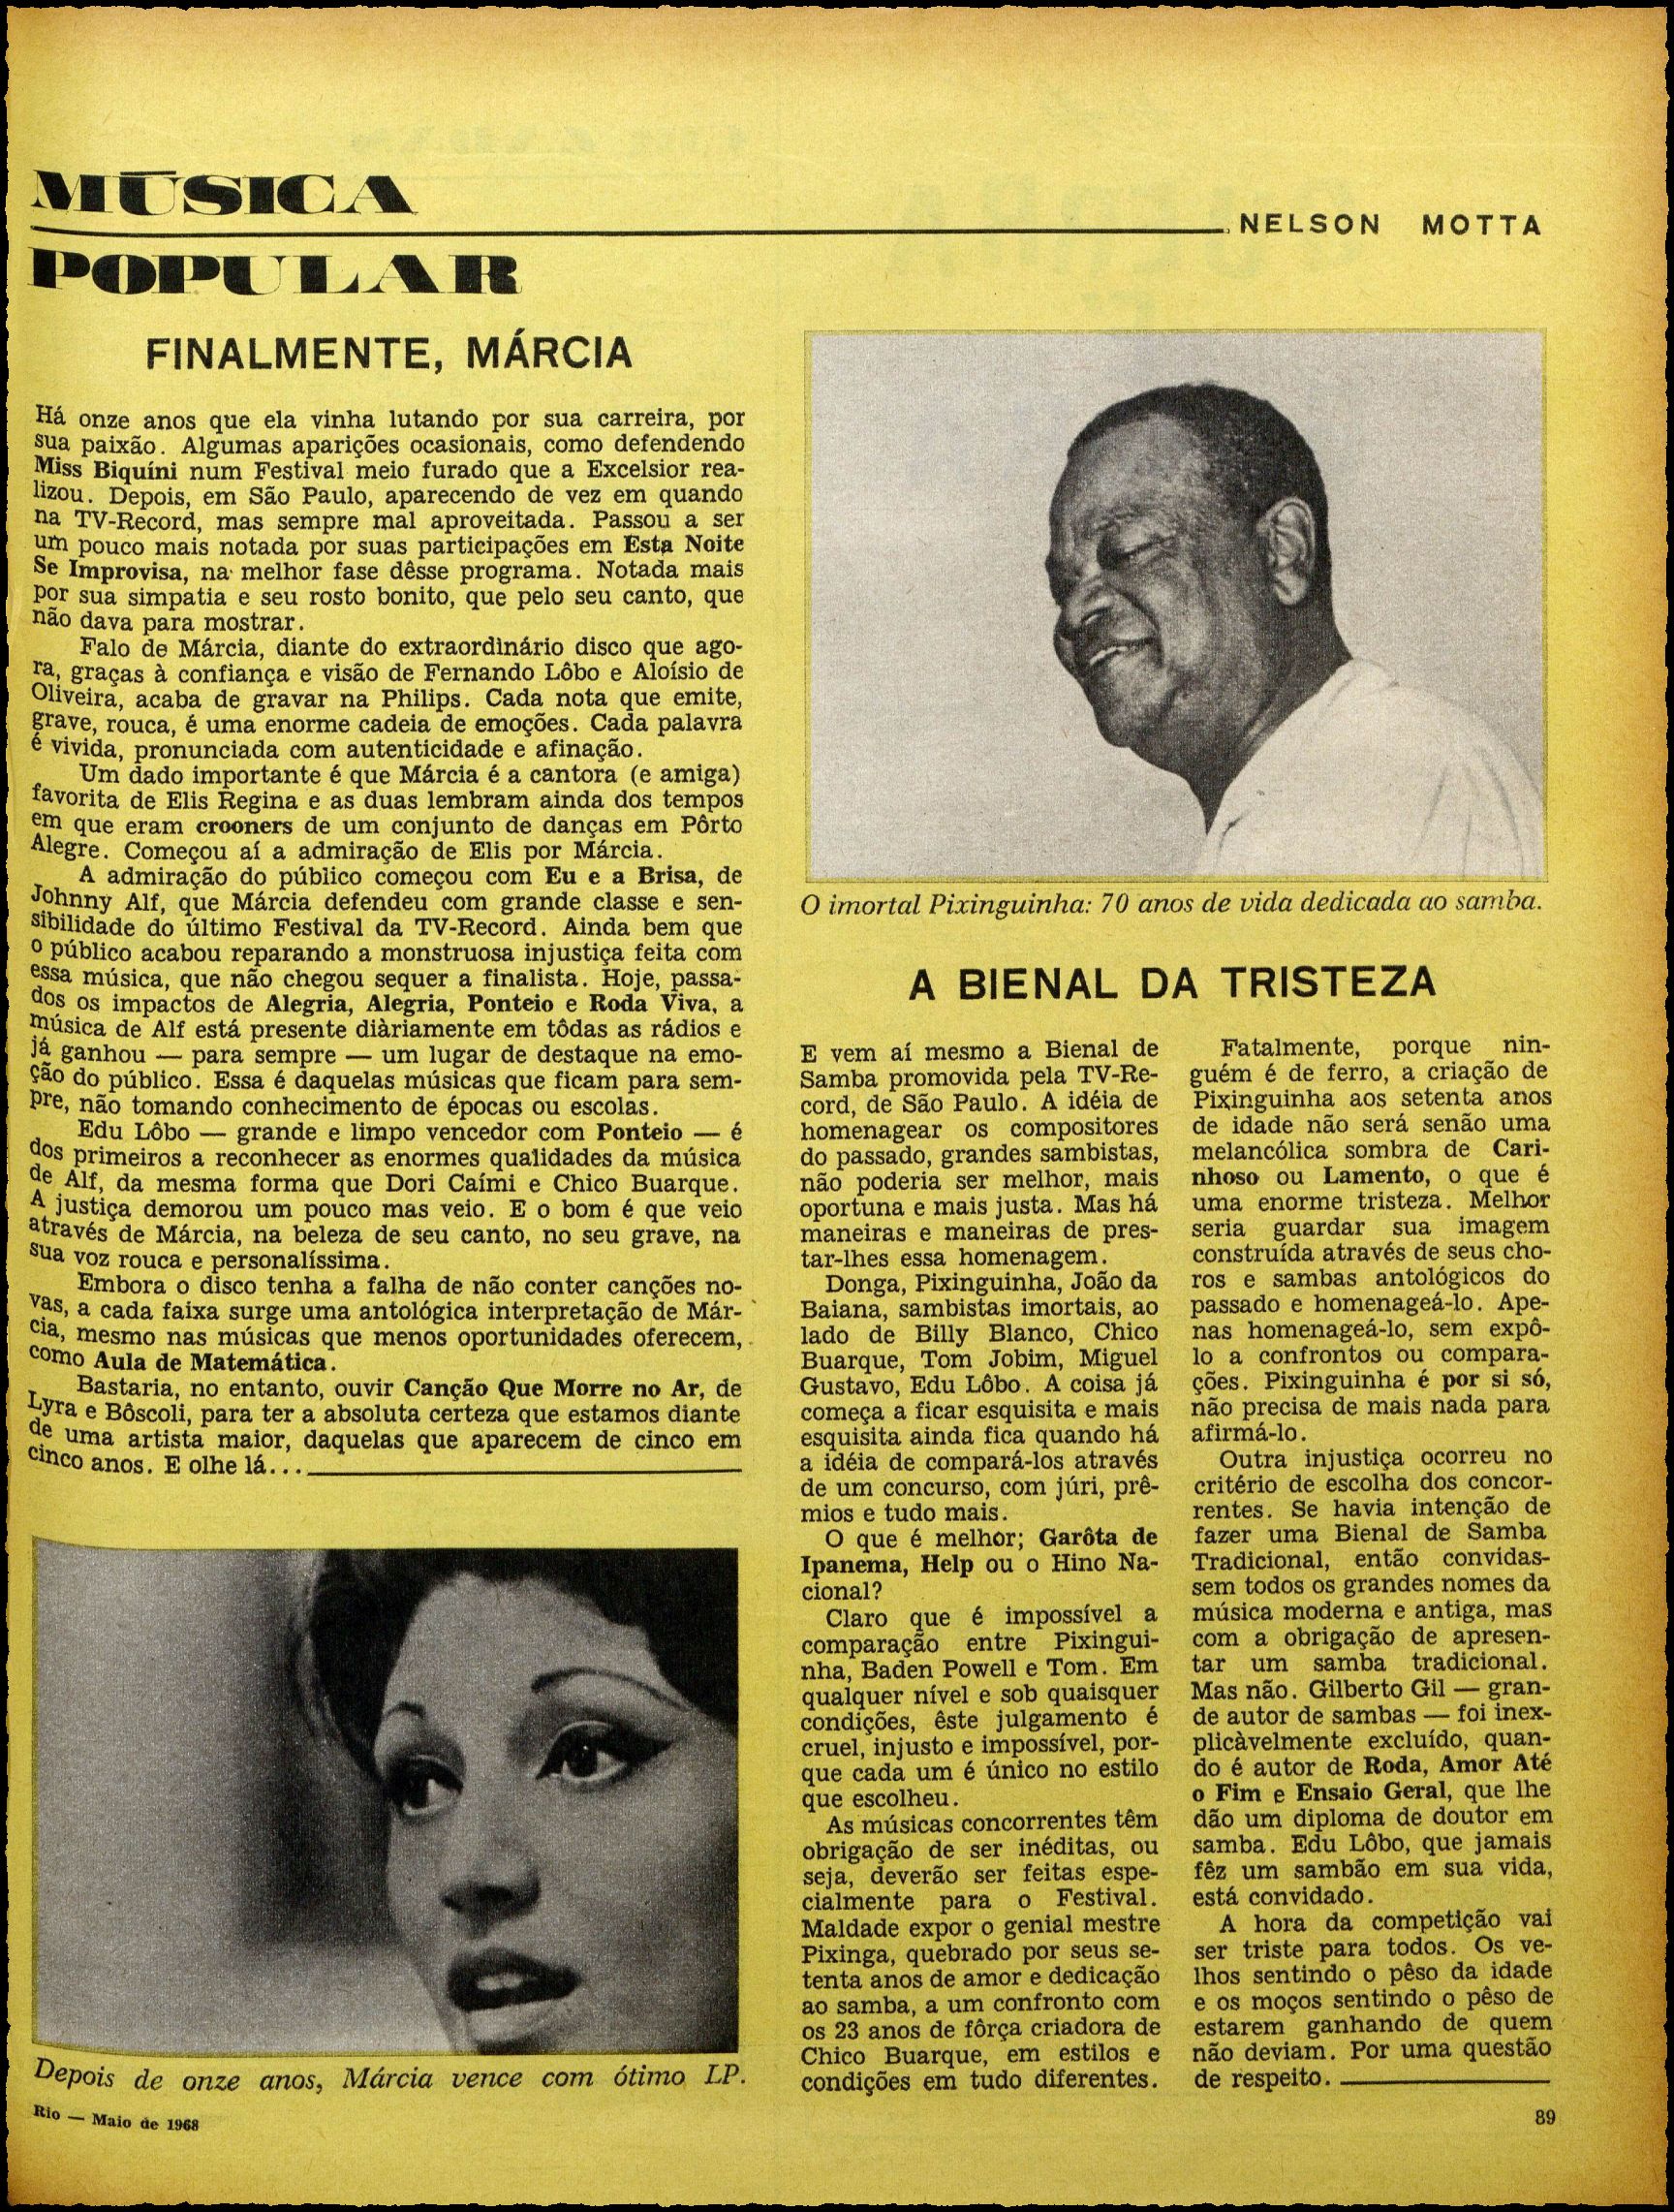 MÚSICA
POPULAR
NELSON MOTTA
FINALMENTE, MÁRCIA
Há onze anos que ela vinha lutando por sua carreira, por
sua paixão. Algumas aparições ocasionais, como defendendo
Miss Biquíni num Festival meio furado que a Excelsior rea-
lizou. Depois, em São Paulo, aparecendo de vez em quando
na TV-Record, mas sempre mal aproveitada. Passou a ser
um pouco mais notada por suas participações em Esta Noite
Se Improvisa, na melhor fase dêsse programa. Notada mais
por sua simpatia e seu rosto bonito, que pelo seu canto, que
não dava para mostrar.
Falo de Márcia, diante do extraordinário disco que ago-
ra, graças à confiança e visão de Fernando Lôbo e Aloísio de
Oliveira, acaba de gravar na Philips. Cada nota que emite,
grave, rouca, é uma enorme cadeia de emoções. Cada palavra
é vivida, pronunciada com autenticidade e afinação.
Um dado importante é que Márcia é a cantora (e amiga)
favorita de Elis Regina e as duas lembram ainda dos tempos
em que eram crooners de um conjunto de danças em Pôrto
Alegre. Começou aí a admiração de Elis por Márcia.
A admiração do público começou com Eu e a Brisa, de
Johnny Alf, que Márcia defendeu com grande classe e sen-
sibilidade do último Festival da TV-Record. Ainda bem que
o público acabou reparando a monstruosa injustiça feita com
essa música, que não chegou sequer a finalista. Hoje, passa-
dos os impactos de Alegria, Alegria, Ponteio e Roda Viva, a
música de Alf está presente diàriamente em tôdas as rádios e
já ganhou — para sempre — um lugar de destaque na emo-
ção do público. Essa é daquelas músicas que ficam para sem-
pre, não tomando conhecimento de épocas ou escolas.
Edu Lôbo — grande e limpo vencedor com Ponteio — é
dos primeiros a reconhecer as enormes qualidades da música
de Alf, da mesma forma que Dori Caími e Chico Buarque.
A justiça demorou um pouco mas veio. E o bom é que veio
através de Márcia, na beleza de seu canto, no seu grave, na
sua voz rouca e personalíssima.
Embora o disco tenha a falha de não conter canções no-
vas, a cada faixa surge uma antológica interpretação de Már-
cia, mesmo nas músicas que menos oportunidades oferecem,
como Aula de Matemática.
Bastaria, no entanto, ouvir Canção Que Morre no Ar, de
Lyra e Bôscoli, para ter a absoluta certeza que estamos diante
de uma artista maior, daquelas que aparecem de cinco em
cinco anos. E olhe lá...
Depois de onze anos, Márcia vence com ótimo LP.
O imortal Pixinguinha: 70 anos de vida dedicada ao samba.
A BIENAL DA TRISTEZA
E vem aí mesmo a Bienal de
Samba promovida pela TV-Re-
cord, de São Paulo. A idéia de
homenagear os compositores
do passado, grandes sambistas,
não poderia ser melhor, mais
oportuna e mais justa. Mas há
maneiras e maneiras de pres-
tar-lhes essa homenagem.
Donga, Pixinguinha, João da
Baiana, sambistas imortais, ao
lado de Billy Blanco, Chico
Buarque, Tom Jobim, Miguel
Gustavo, Edu Lôbo. A coisa já
começa a ficar esquisita e mais
esquisita ainda fica quando há
a idéia de compará-los através
de um concurso, com júri, prê-
mios e tudo mais.
O que é melhor; Garôta de
Ipanema, Help ou o Hino Na-
cional?
Claro que é impossível a
comparação entre Pixingui-
nha, Baden Powell e Tom. Em
qualquer nível e sob quaisquer
condições, êste julgamento é
cruel, injusto e impossível, por-
que cada um é único no estilo
que escolheu.
As músicas concorrentes têm
obrigação de ser inéditas, ou
seja, deverão ser feitas espe-
cialmente para o Festival.
Maldade expor o genial mestre
Pixinga, quebrado por seus se-
tenta anos de amor e dedicação
ao samba, a um confronto com
os 23 anos de fôrça criadora de
Chico Buarque, em estilos e
condições em tudo diferentes.
Fatalmente, porque nin-
guém é de ferro, a criação de
Pixinguinha aos setenta anos
de idade não será senão uma
melancólica sombra de Cari-
nhoso ou Lamento, o que é
uma enorme tristeza. Melhor
seria guardar sua imagem
construída através de seus cho-
ros e sambas antológicos do
passado e homenageá-lo. Ape-
nas homenageá-lo, sem expô-
lo a confrontos ou compara-
ções. Pixinguinha é por si só,
não precisa de mais nada para
afirmá-lo.
Outra injustiça ocorreu no
critério de escolha dos concor-
rentes. Se havia intenção de
fazer uma Bienal de Samba
Tradicional, então convidas-
sem todos os grandes nomes da
música moderna e antiga, mas
com a obrigação de apresen-
tar um samba tradicional.
Mas não. Gilberto Gil — gran-
de autor de sambas — foi inex-
plicàvelmente excluído, quan-
do é autor de Roda, Amor Até
o Fim e Ensaio Geral, que lhe
dão um diploma de doutor em
samba. Edu Lôbo, que jamais
fêz um sambão em sua vida,
está convidado.
A hora da competição vai
ser triste para todos. Os ve-
lhos sentindo o pêso da idade
e os moços sentindo o pêso de
estarem ganhando de quem
não deviam. Por uma questão
de respeito.
Rio — Maio de 1968
89